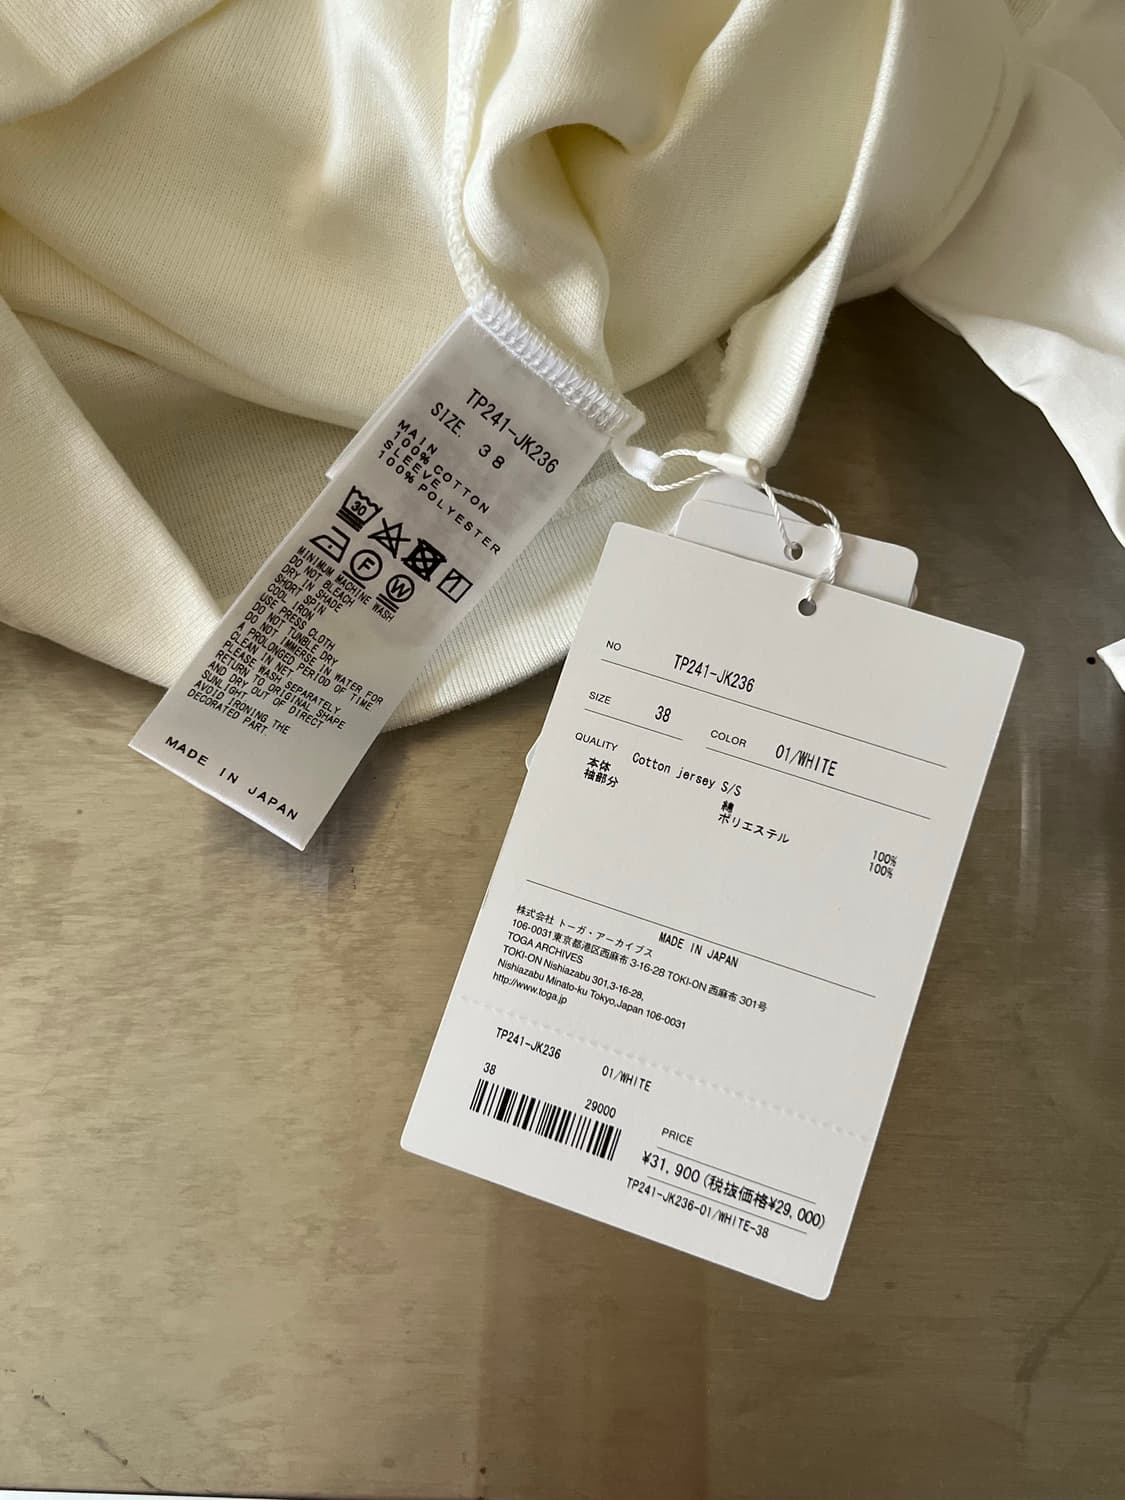 TP241-JK236
SIZE. 38
MAIN
100% COTTON
SLEEVE
100% POLYESTER
30
F
W
MINIMUM MACHINE WASH
DO NOT BLEACH
DRY IN SHADE
SHORT SPIN
COOL IRON
USE PRESS CLOTH
DO NOT TUNBLE DRY
DO NOT IMMERSE IN WATER FOR
A PROLONGED PERIOD OF TIME
CLEAN IN NET
PLEASE WASH SEPARATELY.
RETURN TO ORIGINAL SHAPE
AND DRY OUT OF DIRECT
SUNLIGHT.
AVOID IRONING THE
DECORATED PART.
MADE IN JAPAN
NO TP241-JK236
SIZE 38 COLOR 01/WHITE
QUALITY Cotton jersey S/S
本体 綿 100%
袖部分 ポリエステル 100%
MADE IN JAPAN
株式会社 トーガ・アーカイブス
106-0031東京都港区西麻布 3-16-28 TOKI-ON 西麻布 301号
TOGA ARCHIVES
TOKI-ON Nishiazabu 301,3-16-28,
Nishiazabu Minato-ku Tokyo,Japan 106-0031
http://www.toga.jp
TP241-JK236
38 01/WHITE
29000
PRICE
¥31,900(税抜価格¥29,000)
TP241-JK236-01/WHITE-38